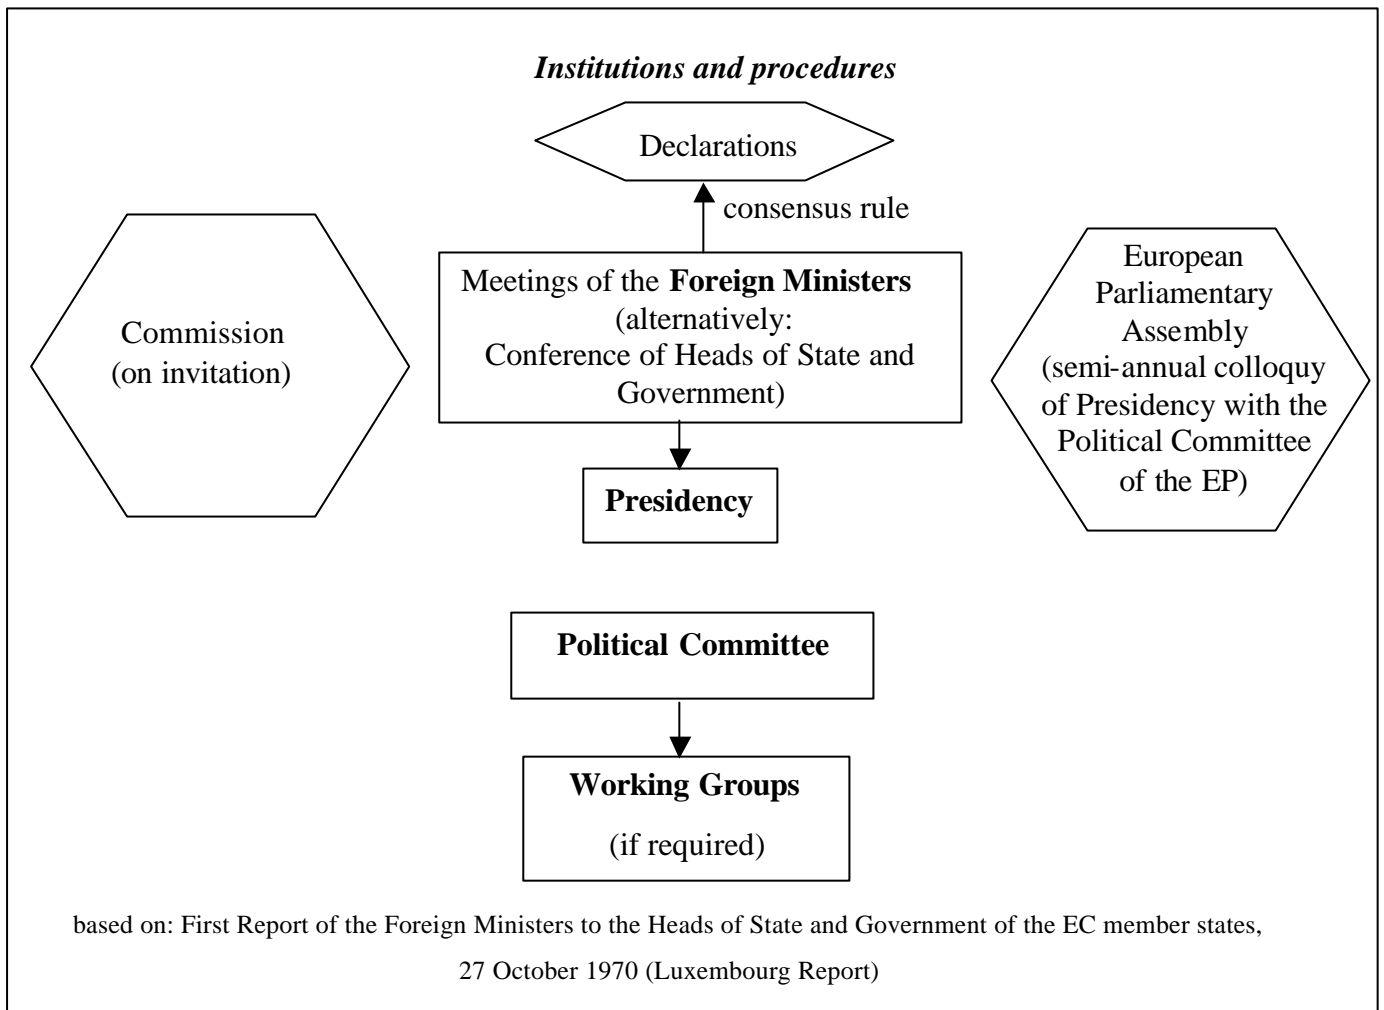 Institutions and procedures
Declarations
consensus rule
Meetings of the Foreign Ministers
(alternatively:
Conference of Heads of State and
Government)
Commission
(on invitation)
European
Parliamentary
Assembly
(semi-annual colloquy
of Presidency with the
Political Committee
of the EP)
Presidency
Political Committee
Working Groups
(if required)
based on: First Report of the Foreign Ministers to the Heads of State and Government of the EC member states,
27 October 1970 (Luxembourg Report)